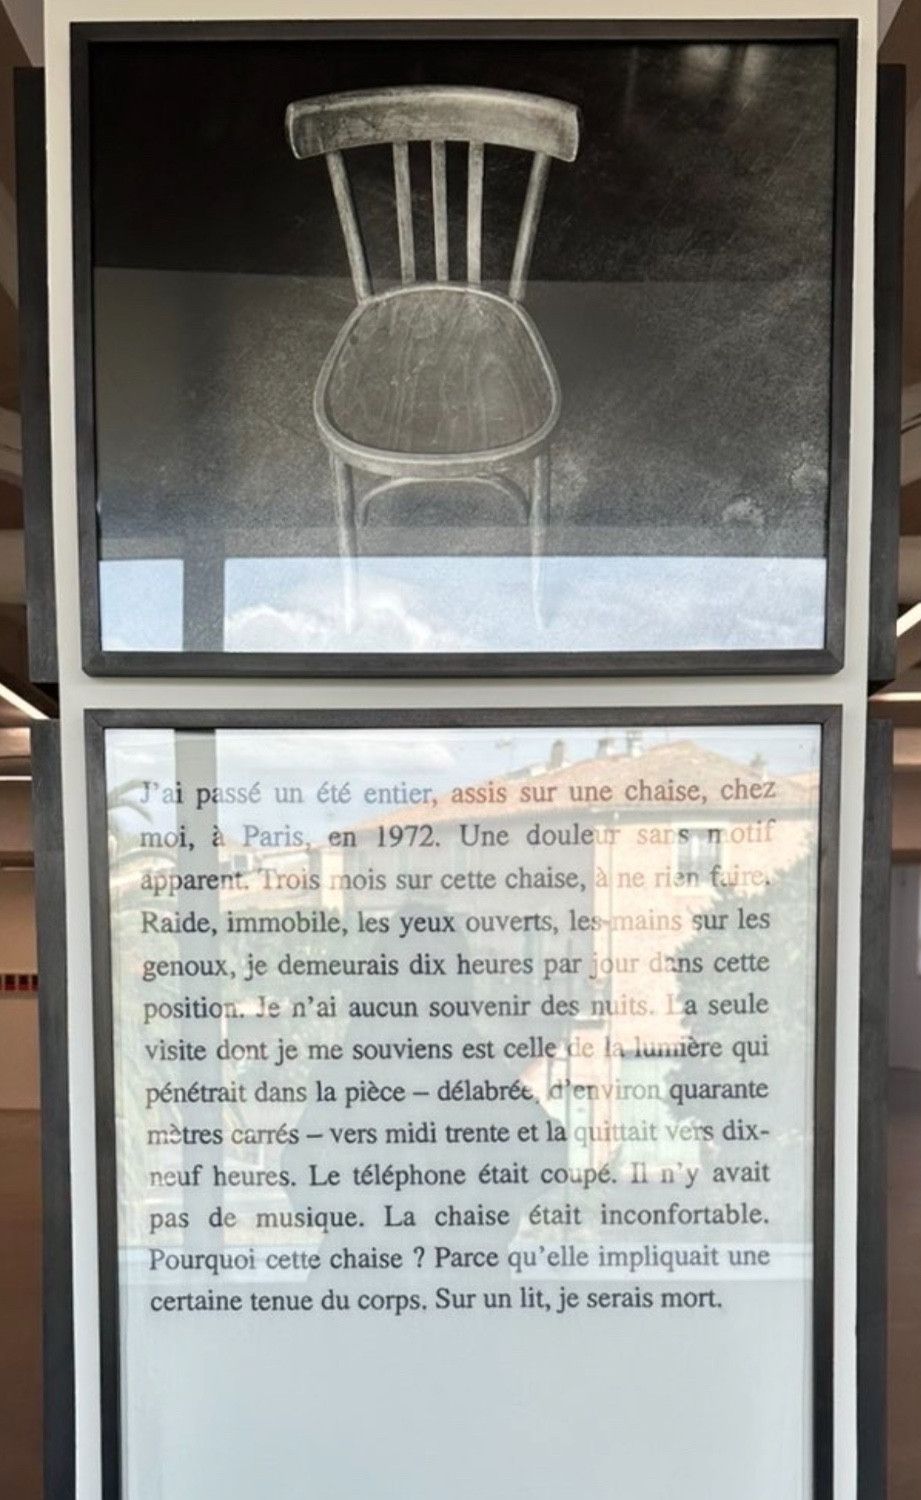 J'ai passé un été entier, assis sur une chaise, chez
moi, à Paris, en 1972. Une douleur sans motif
apparent. Trois mois sur cette chaise, à ne rien faire.
Raide, immobile, les yeux ouverts, les mains sur les
genoux, je demeurais dix heures par jour dans cette
position. Je n'ai aucun souvenir des nuits. La seule
visite dont je me souviens est celle de la lumière qui
pénétrait dans la pièce – délabrée, d'environ quarante
mètres carrés – vers midi trente et la quittait vers dix-
neuf heures. Le téléphone était coupé. Il n'y avait
pas de musique. La chaise était inconfortable.
Pourquoi cette chaise ? Parce qu'elle impliquait une
certaine tenue du corps. Sur un lit, je serais mort.